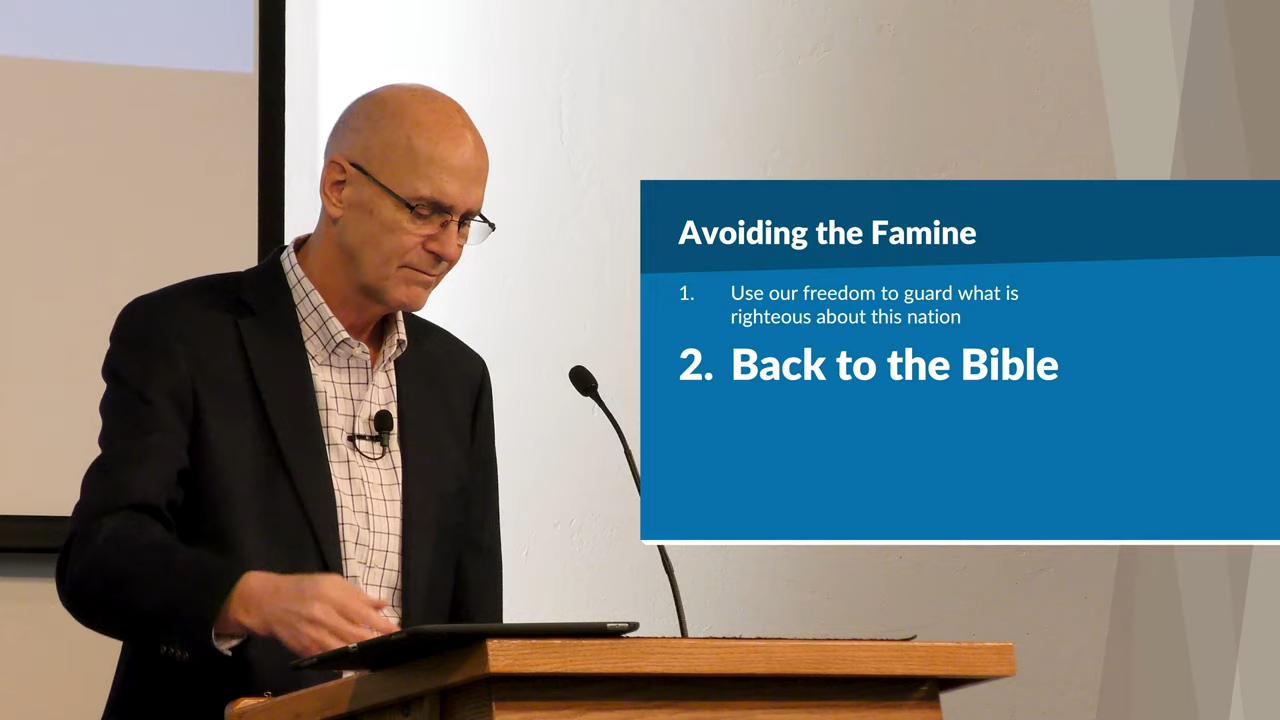 Avoiding the Famine
1. Use our freedom to guard what is
righteous about this nation
2. Back to the Bible